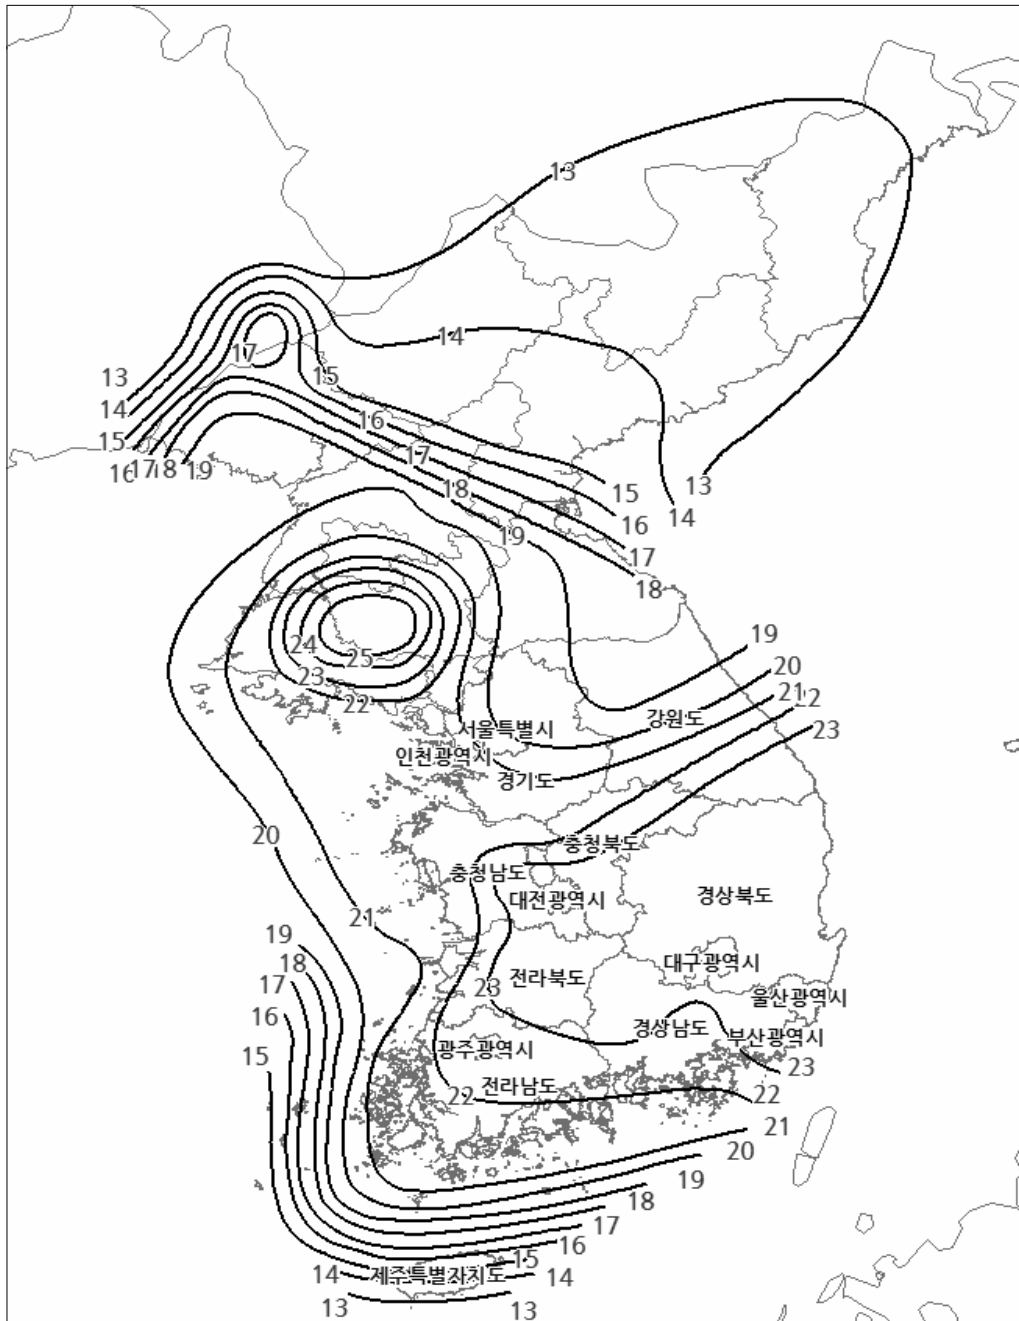 13
14
17
13
15
14
16
15
17
16 17 18 19
18
15
13
14
16
19
17
18
24
25
23
22
19
20
21
22
23
강원도
서울특별시
인천광역시
경기도
20
충청북도
충청남도
대전광역시
경상북도
21
19
18
17
16
15
대구광역시
전라북도
23
울산광역시
경상남도
부산광역시
광주광역시
23
전라남도
22
22
21
20
19
18
17
16
15
14
제주특별자치도
14
13
13